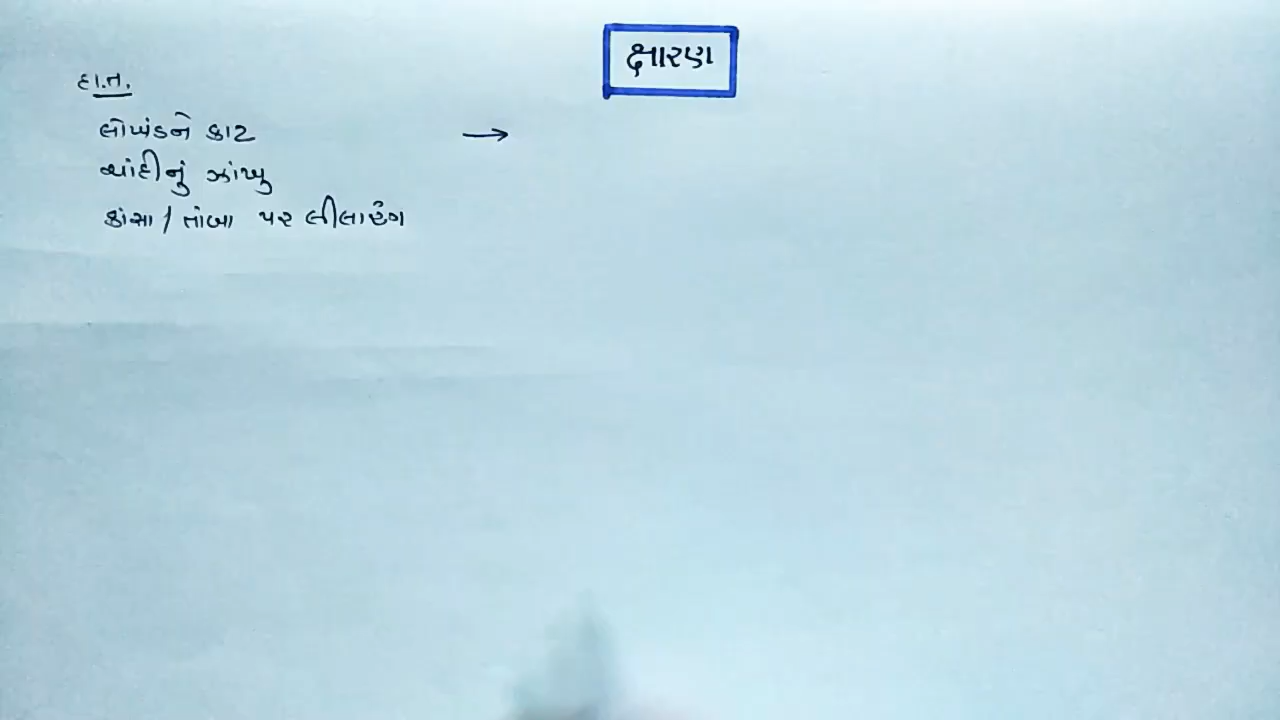 ક્ષારણ
દા.ત.
લોખંડને કાટ
ચાંદીનું ઝાંખુ
કાંસા / તાંબા પર લીલારંગ